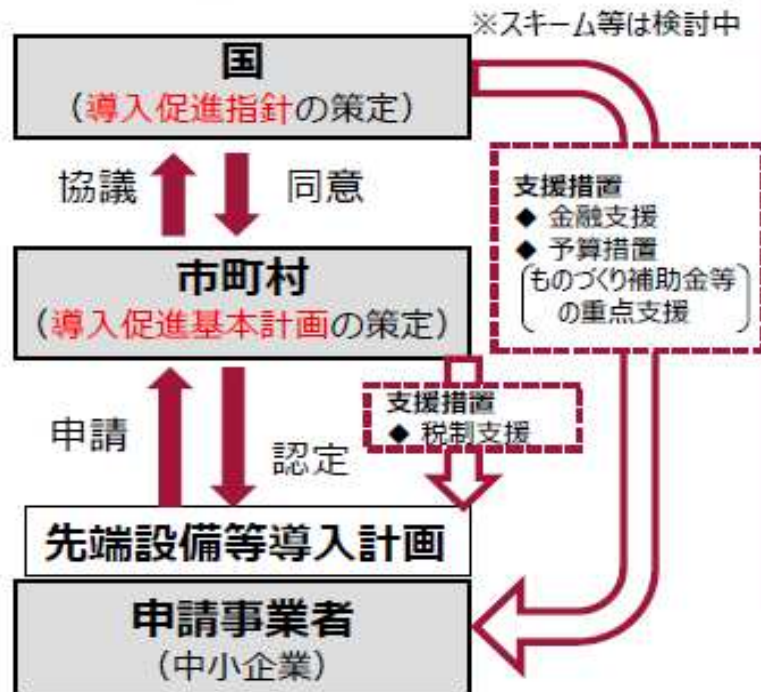 ※スキーム等は検討中
国
（導入促進指針の策定）
協議
同意
支援措置
◆ 金融支援
◆ 予算措置
（ものづくり補助金等
の重点支援）
市町村
（導入促進基本計画の策定）
支援措置
◆ 税制支援
申請
認定
先端設備等導入計画
申請事業者
（中小企業）